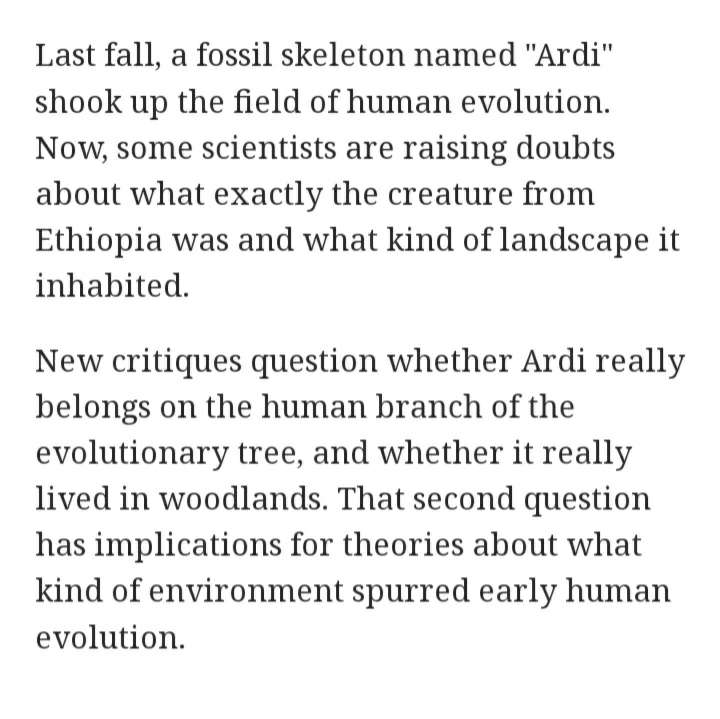 Last fall, a fossil skeleton named "Ardi"
shook up the field of human evolution.
Now, some scientists are raising doubts
about what exactly the creature from
Ethiopia was and what kind of landscape it
inhabited.
New critiques question whether Ardi really
belongs on the human branch of the
evolutionary tree, and whether it really
lived in woodlands. That second question
has implications for theories about what
kind of environment spurred early human
evolution.